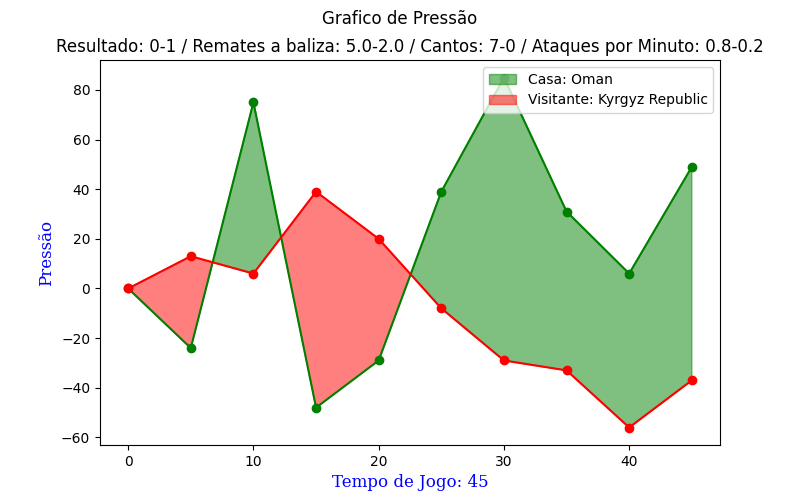 Grafico de Pressão
Resultado: 0-1 / Remates a baliza: 5.0-2.0 / Cantos: 7-0 / Ataques por Minuto: 0.8-0.2
Casa: Oman
Visitante: Kyrgyz Republic
80
60
40
20
0
−20
−40
−60
Pressão
0 10 20 30 40
Tempo de Jogo: 45